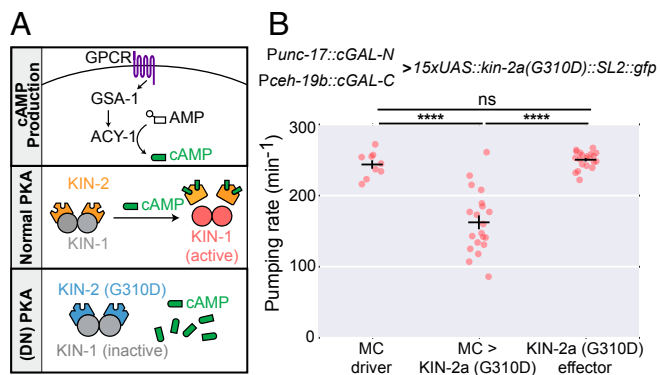 A
GPCR
GSA-1
ACY-1
AMP
cAMP
cAMP
Production
KIN-2
cAMP
KIN-1
KIN-1
(active)
Normal PKA
KIN-2 (G310D)
cAMP
KIN-1 (inactive)
(DN) PKA
B
Punc-17::cGAL-N
Pceh-19b::cGAL-C
>15xUAS::kin-2a(G310D)::SL2::gfp
ns
**** ****
300
200
100
0
Pumping rate (min-1)
MC
driver
MC >
KIN-2a (G310D)
KIN-2a (G310D)
effector